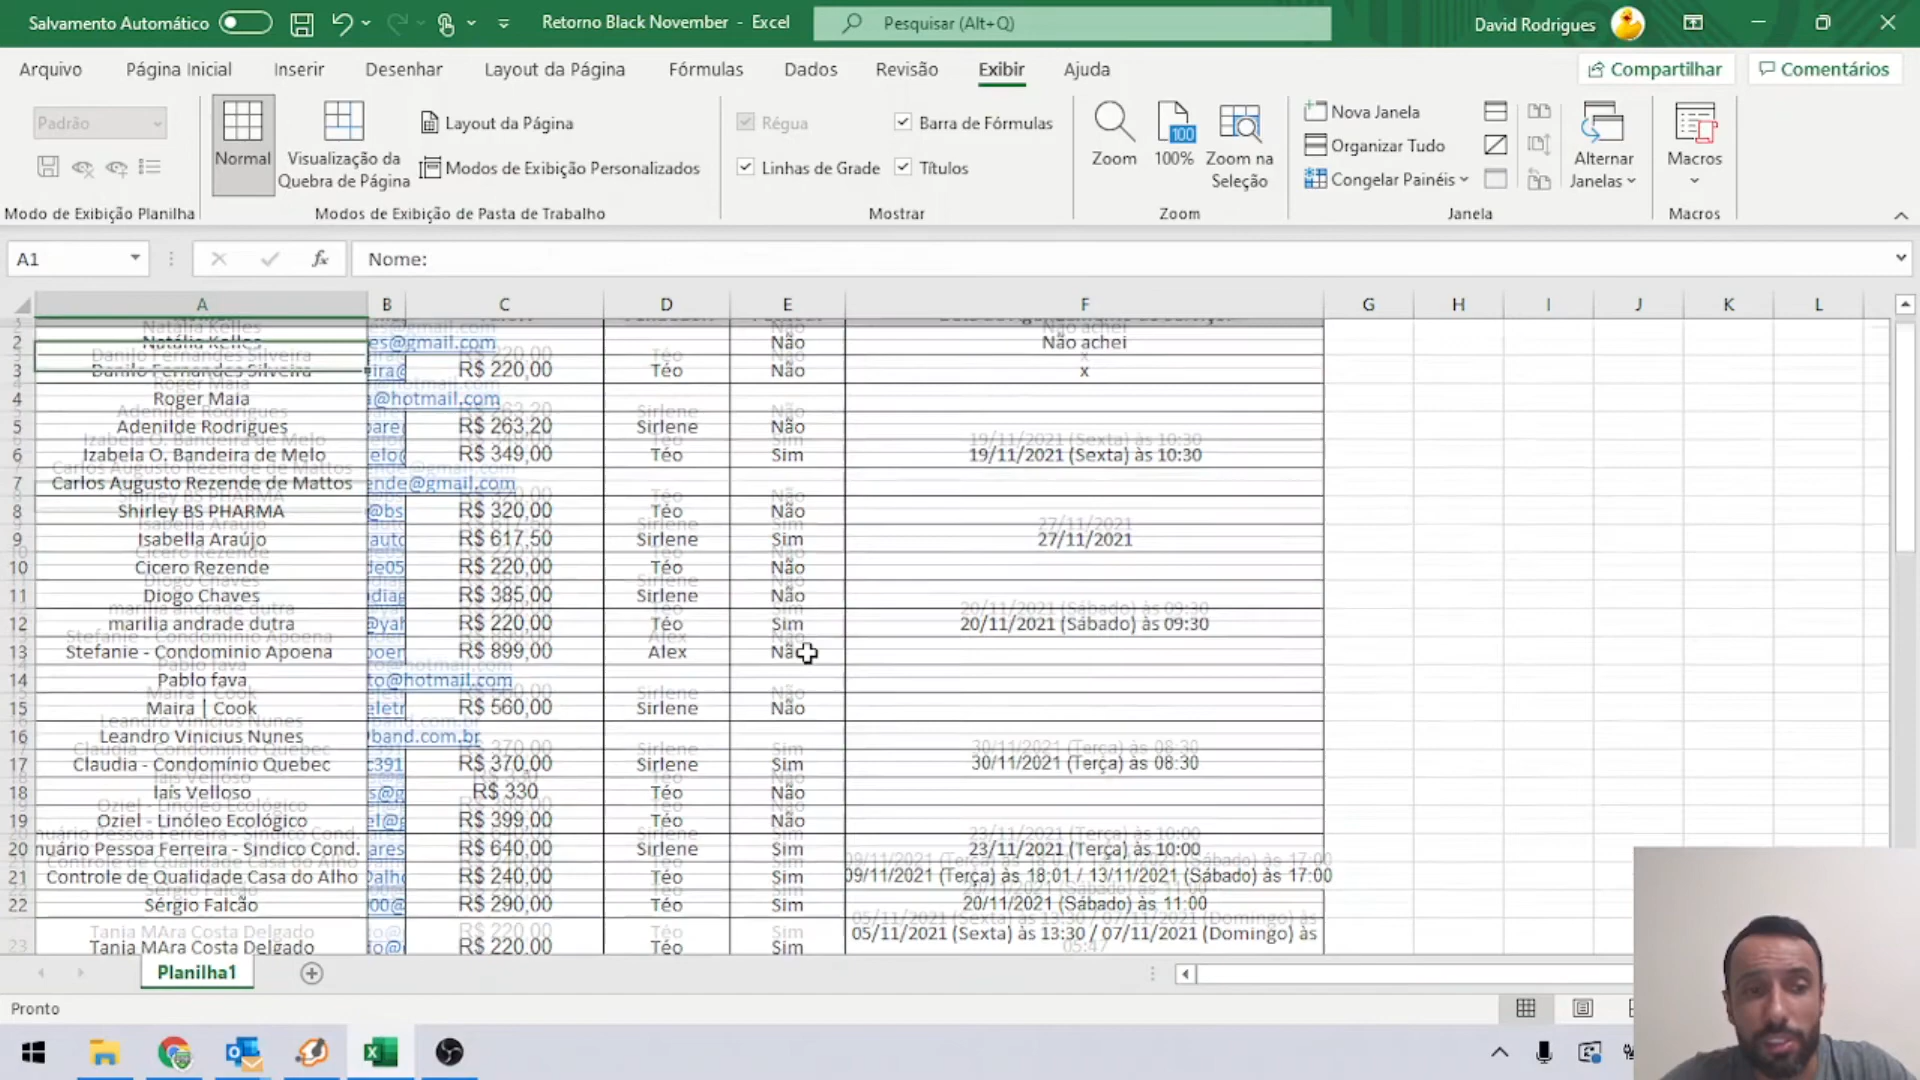 Salvamento Automático
Retorno Black November - Excel
Pesquisar (Alt+Q)
David Rodrigues
Arquivo Página Inicial Inserir Desenhar Layout da Página Fórmulas Dados Revisão Exibir Ajuda
Compartilhar Comentários
Padrão
Normal
Visualização da Quebra de Página
Layout da Página
Modos de Exibição Personalizados
Régua
Barra de Fórmulas
Linhas de Grade
Títulos
Zoom
100
100%
Zoom na Seleção
Nova Janela
Organizar Tudo
Congelar Painéis
Alternar Janelas
Macros
Modo de Exibição Planilha
Modos de Exibição de Pasta de Trabalho
Mostrar
Zoom
Janela
Macros
A1
fx
Nome:
A B C D E F G H I J K L
2 Natália Kelles es@gmail.com Não Não achei
3 Danilo Fernandes Silveira ira@ R$ 220,00 Téo Não x
4 Roger Maia a@hotmail.com
5 Adenilde Rodrigues pare R$ 263,20 Sirlene Não
6 Izabela O. Bandeira de Melo elo@ R$ 349,00 Téo Sim 19/11/2021 (Sexta) às 10:30
7 Carlos Augusto Rezende de Mattos ende@gmail.com
8 Shirley BS PHARMA @bs R$ 320,00 Téo Não
9 Isabella Araújo auto R$ 617,50 Sirlene Sim 27/11/2021
10 Cicero Rezende de05 R$ 220,00 Téo Não
11 Diogo Chaves diag R$ 385,00 Sirlene Não
12 marilia andrade dutra @yah R$ 220,00 Téo Sim 20/11/2021 (Sábado) às 09:30
13 Stefanie - Condominio Apoena poen R$ 899,00 Alex Não
14 Pablo fava to@hotmail.com
15 Maira | Cook eletr R$ 560,00 Sirlene Não
16 Leandro Vinicius Nunes band.com.br
17 Claudia - Condomínio Quebec c391 R$ 370,00 Sirlene Sim 30/11/2021 (Terça) às 08:30
18 Iaís Velloso s@g R$ 330 Téo Não
19 Oziel - Linóleo Ecológico el@g R$ 399,00 Téo Não
20 nuário Pessoa Ferreira - Sindico Cond. ares R$ 640,00 Sirlene Sim 23/11/2021 (Terça) às 10:00
21 Controle de Qualidade Casa do Alho alho R$ 240,00 Téo Sim 09/11/2021 (Terça) às 18:01 / 13/11/2021 (Sábado) às 17:00
22 Sérgio Falcão 00@ R$ 290,00 Téo Sim 20/11/2021 (Sábado) às 11:00
05/11/2021 (Sexta) às 13:30 / 07/11/2021 (Domingo) às
05:47
23 Tania MAra Costa Delgado R$ 220,00 Téo Sim
Planilha1
Pronto